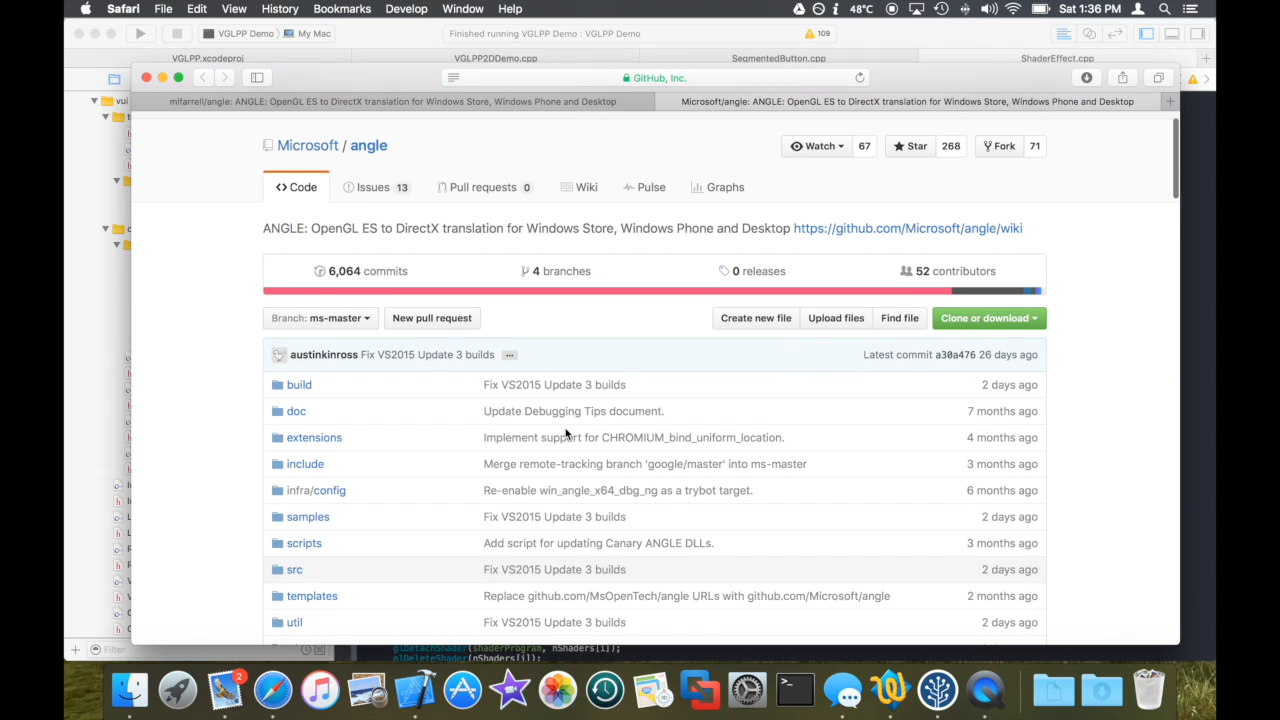 Safari File Edit View History Bookmarks Develop Window Help 48°C Sat 1:36 PM
VGLPP Demo My Mac Finished running VGLPP Demo : VGLPP Demo 109
VGLPP.xcodeproj VGLPP2DDemo.cpp SegmentedButton.cpp ShaderEffect.cpp
GitHub, Inc.
vui
mlfarrell/angle: ANGLE: OpenGL ES to DirectX translation for Windows Store, Windows Phone and Desktop Microsoft/angle: ANGLE: OpenGL ES to DirectX translation for Windows Store, Windows Phone and Desktop
Microsoft / angle Watch 67 Star 268 Fork 71
Code Issues 13 Pull requests 0 Wiki Pulse Graphs
ANGLE: OpenGL ES to DirectX translation for Windows Store, Windows Phone and Desktop https://github.com/Microsoft/angle/wiki
6,064 commits 4 branches 0 releases 52 contributors
Branch: ms-master New pull request Create new file Upload files Find file Clone or download
austinkinross Fix VS2015 Update 3 builds ... Latest commit a30a476 26 days ago
build Fix VS2015 Update 3 builds 2 days ago
doc Update Debugging Tips document. 7 months ago
extensions Implement support for CHROMIUM_bind_uniform_location. 4 months ago
include Merge remote-tracking branch 'google/master' into ms-master 3 months ago
infra/config Re-enable win_angle_x64_dbg_ng as a trybot target. 6 months ago
samples Fix VS2015 Update 3 builds 2 days ago
scripts Add script for updating Canary ANGLE DLLs. 3 months ago
src Fix VS2015 Update 3 builds 2 days ago
templates Replace github.com/MsOpenTech/angle URLs with github.com/Microsoft/angle 2 months ago
util Fix VS2015 Update 3 builds 2 days ago
Filter glDetachShader(shaderProgram, nShaders[i]);
glDeleteShader(nShaders[i]);
2